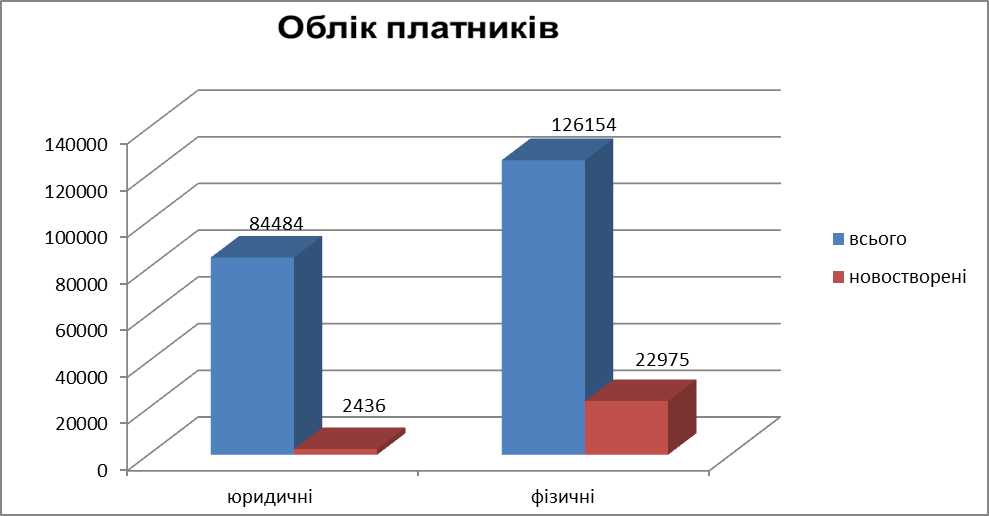 Облік платників
140000
120000
100000
80000
60000
40000
20000
0
84484
2436
126154
22975
юридичні
фізичні
всього
новостворені